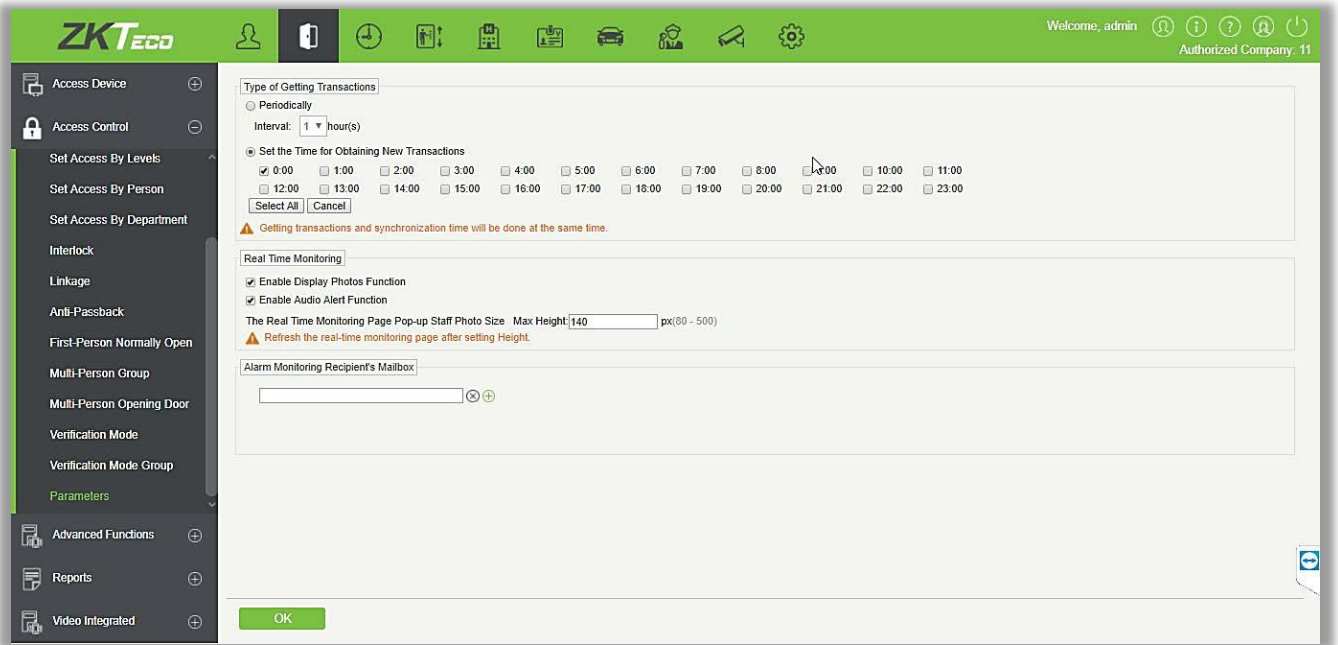 ZKTeco
Welcome, admin
Authorized Company: 11
Access Device
Access Control
Set Access By Levels
Set Access By Person
Set Access By Department
Interlock
Linkage
Anti-Passback
First-Person Normally Open
Multi-Person Group
Multi-Person Opening Door
Verification Mode
Verification Mode Group
Parameters
Advanced Functions
Reports
Video Integrated
Type of Getting Transactions
Periodically
Interval: 1 hour(s)
Set the Time for Obtaining New Transactions
0:00 1:00 2:00 3:00 4:00 5:00 6:00 7:00 8:00 10:00 11:00
12:00 13:00 14:00 15:00 16:00 17:00 18:00 19:00 20:00 21:00 22:00 23:00
Select All Cancel
Getting transactions and synchronization time will be done at the same time.
Real Time Monitoring
Enable Display Photos Function
Enable Audio Alert Function
The Real Time Monitoring Page Pop-up Staff Photo Size Max Height: 140 px(80 - 500)
Refresh the real-time monitoring page after setting Height.
Alarm Monitoring Recipient's Mailbox
OK